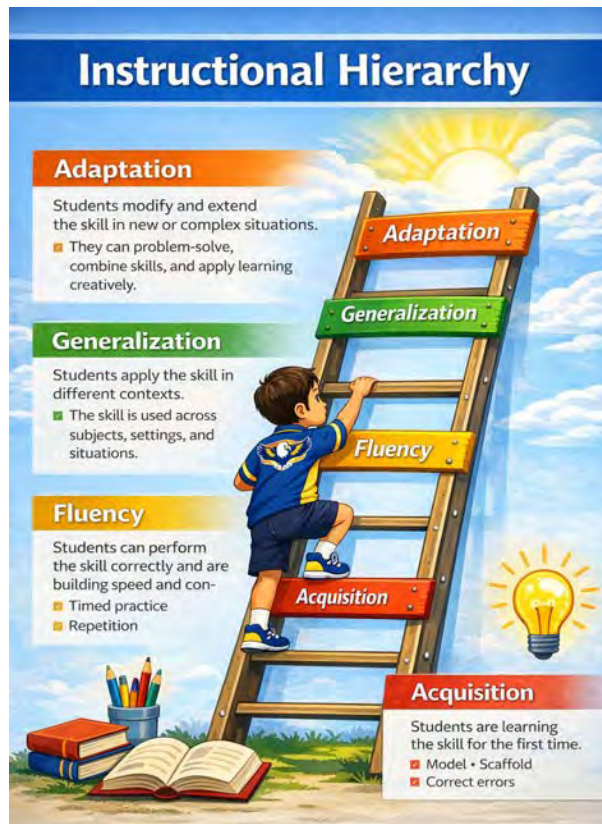 Instructional Hierarchy
Adaptation
Students modify and extend
the skill in new or complex situations.
They can problem-solve,
combine skills, and apply learning
creatively.
Generalization
Students apply the skill in
different contexts.
The skill is used across
subjects, settings, and
situations.
Fluency
Students can perform
the skill correctly and are
building speed and con-
Timed practice
Repetition
Adaptation
Generalization
Fluency
Acquisition
Acquisition
Students are learning
the skill for the first time.
Model • Scaffold
Correct errors